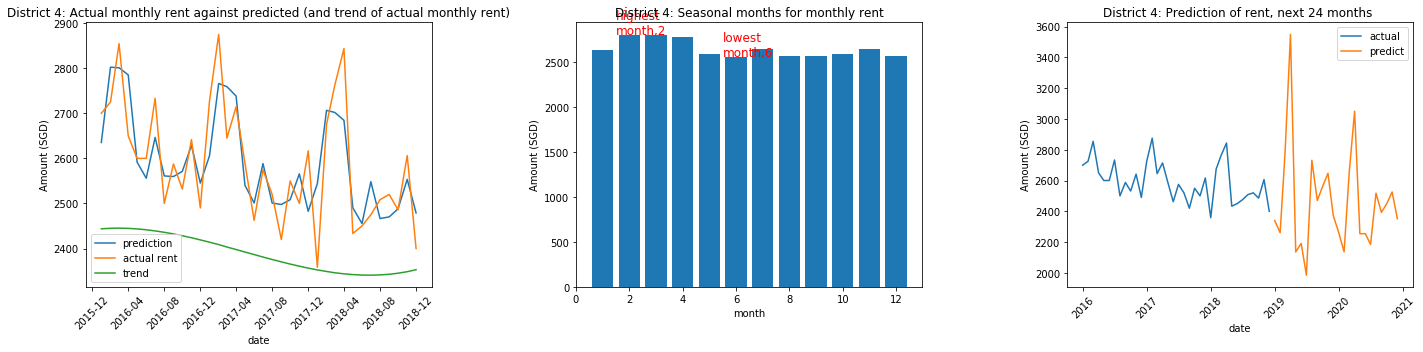 District 4: Actual monthly rent against predicted (and trend of actual monthly rent)
Amount (SGD)
2900
2800
2700
2600
2500
2400
prediction
actual rent
trend
2015-12
2016-04
2016-08
2016-12
2017-04
2017-08
2017-12
2018-04
2018-08
2018-12
date
District 4: Seasonal months for monthly rent
highest
month,2
lowest
month,6
Amount (SGD)
2500
2000
1500
1000
500
0
0 2 4 6 8 10 12
month
District 4: Prediction of rent, next 24 months
actual
predict
Amount (SGD)
3600
3400
3200
3000
2800
2600
2400
2200
2000
2016
2017
2018
2019
2020
2021
date